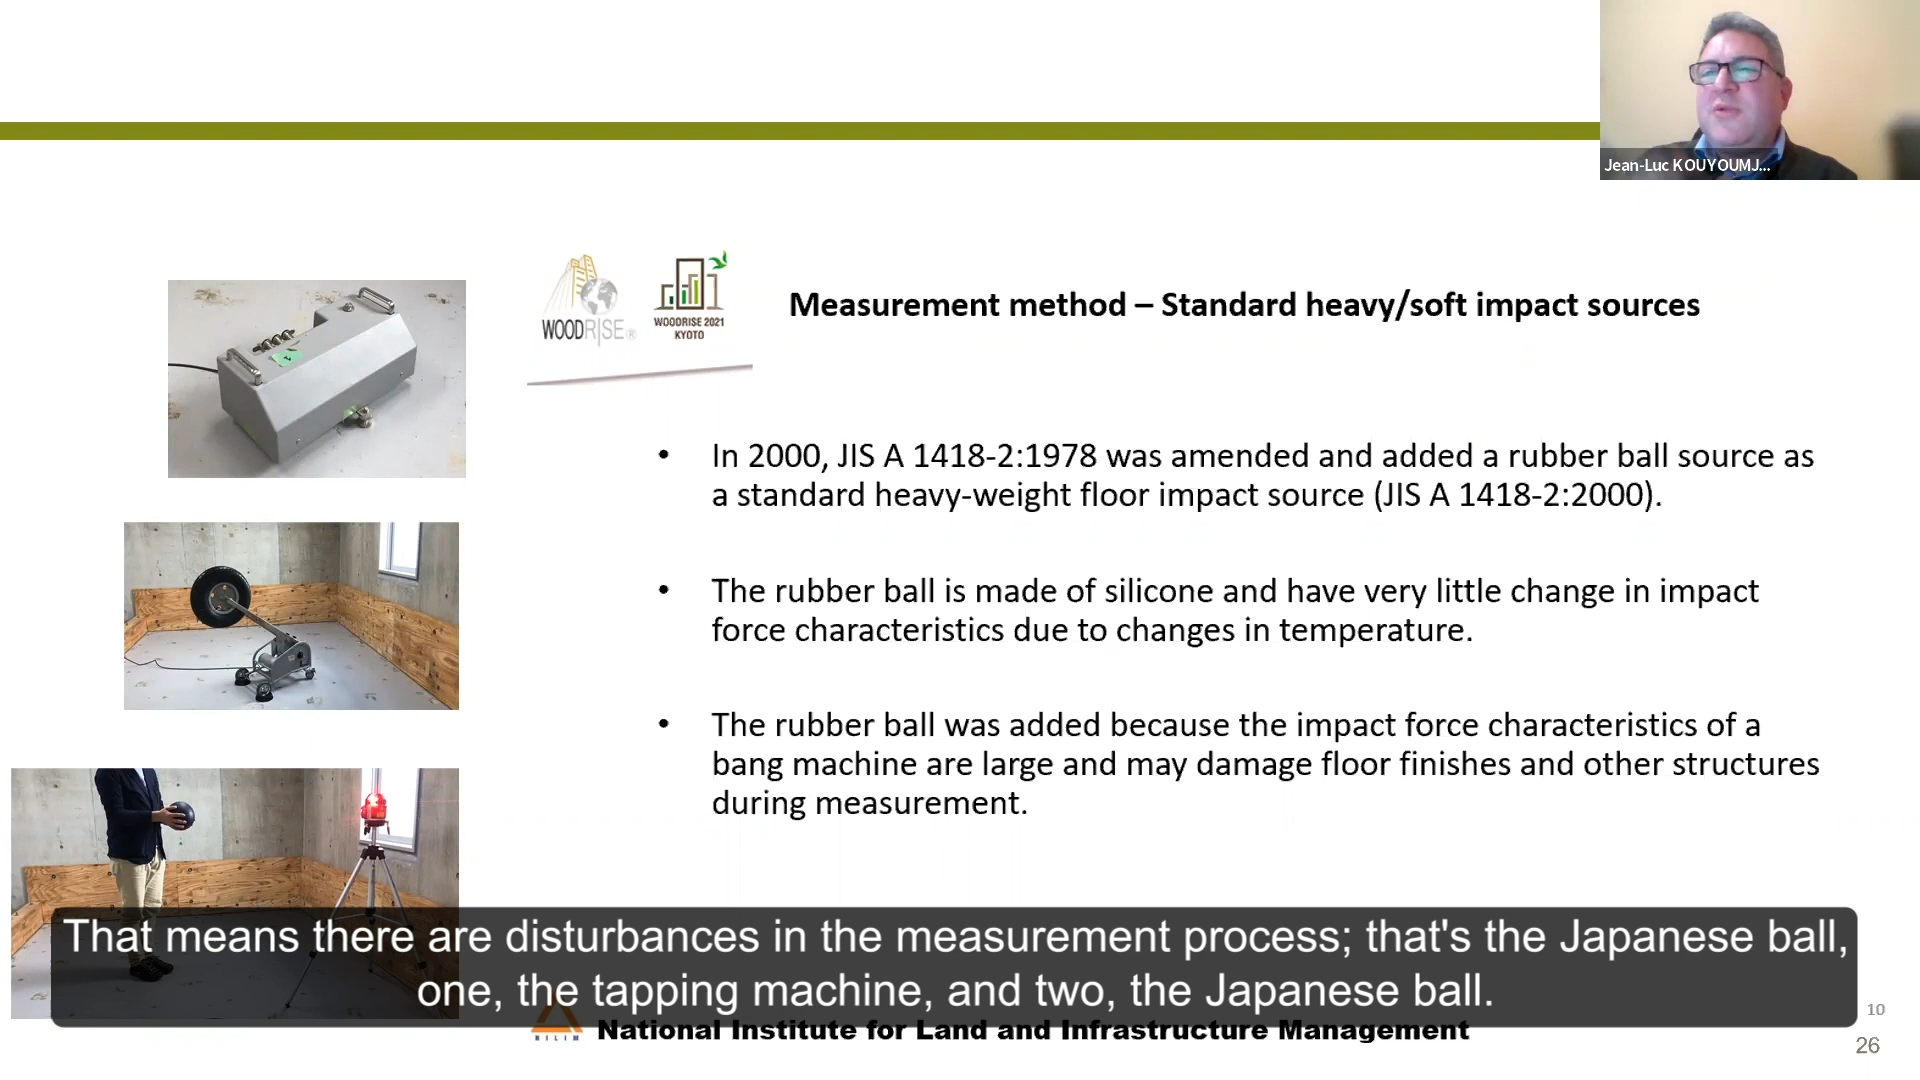 Jean-Luc KOUYOUMJ...
WOODRISE®
WOODRISE 2021
KYOTO
Measurement method – Standard heavy/soft impact sources
• In 2000, JIS A 1418-2:1978 was amended and added a rubber ball source as
a standard heavy-weight floor impact source (JIS A 1418-2:2000).
• The rubber ball is made of silicone and have very little change in impact
force characteristics due to changes in temperature.
• The rubber ball was added because the impact force characteristics of a
bang machine are large and may damage floor finishes and other structures
during measurement.
That means there are disturbances in the measurement process; that's the Japanese ball,
one, the tapping machine, and two, the Japanese ball.
NILIM
National Institute for Land and Infrastructure Management
10
26